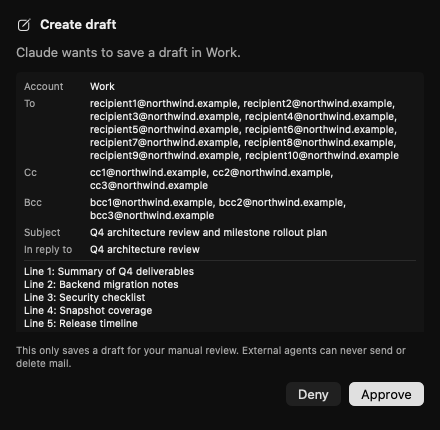 Create draft
Claude wants to save a draft in Work.
Account Work
To recipient1@northwind.example, recipient2@northwind.example,
recipient3@northwind.example, recipient4@northwind.example,
recipient5@northwind.example, recipient6@northwind.example,
recipient7@northwind.example, recipient8@northwind.example,
recipient9@northwind.example, recipient10@northwind.example
Cc cc1@northwind.example, cc2@northwind.example,
cc3@northwind.example
Bcc bcc1@northwind.example, bcc2@northwind.example,
bcc3@northwind.example
Subject Q4 architecture review and milestone rollout plan
In reply to Q4 architecture review
Line 1: Summary of Q4 deliverables
Line 2: Backend migration notes
Line 3: Security checklist
Line 4: Snapshot coverage
Line 5: Release timeline
This only saves a draft for your manual review. External agents can never send or
delete mail.
Deny Approve